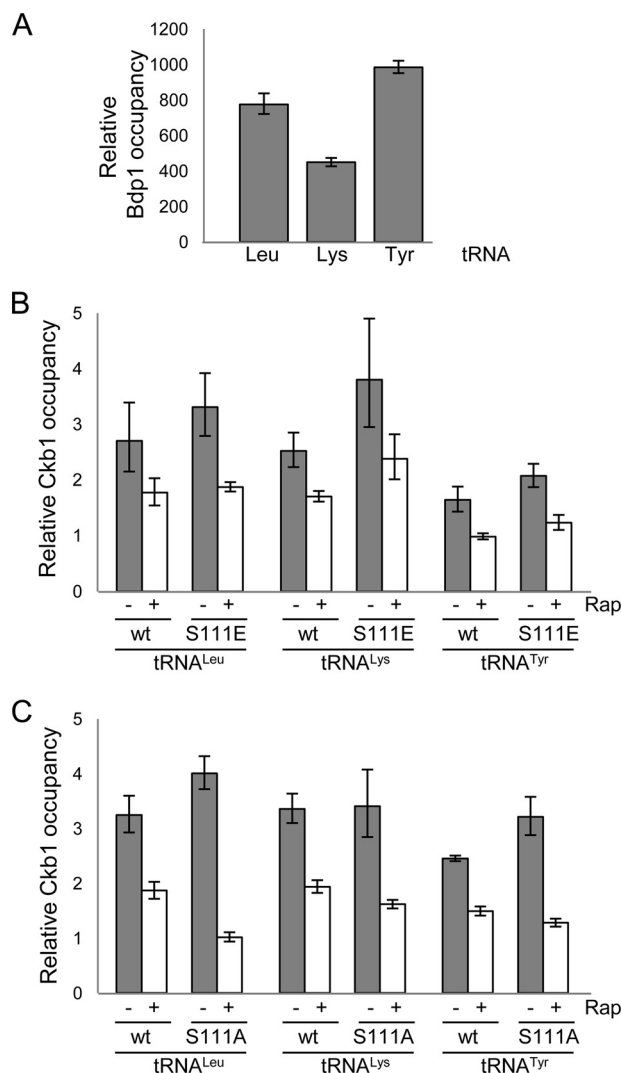 A
Relative
Bdp1 occupancy
1200
1000
800
600
400
200
0
Leu Lys Tyr tRNA
B
Relative Ckb1 occupancy
5
4
3
2
1
0
- + - + - + - + - + - + Rap
wt S111E wt S111E wt S111E
tRNALeu tRNALys tRNATyr
C
Relative Ckb1 occupancy
5
4
3
2
1
0
- + - + - + - + - + - + Rap
wt S111A wt S111A wt S111A
tRNALeu tRNALys tRNATyr